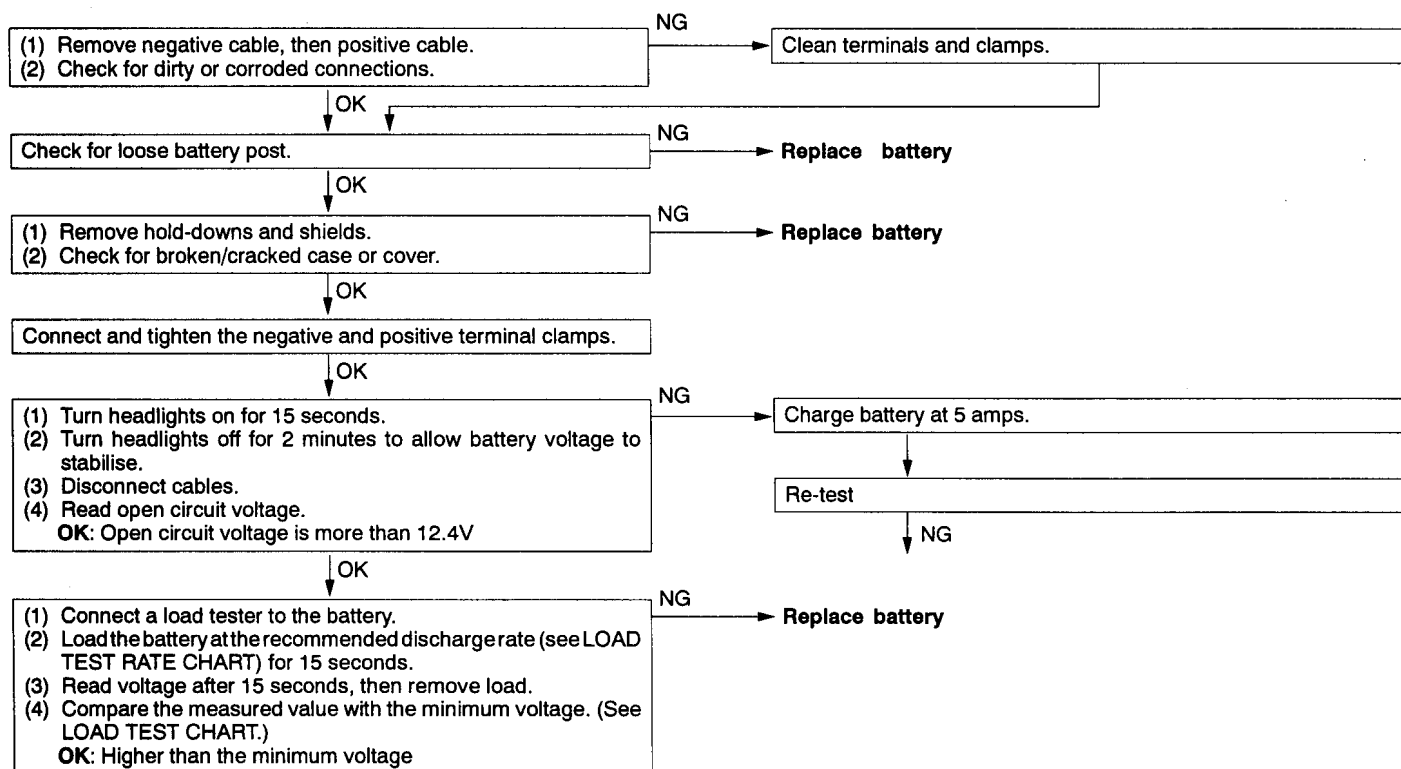 (1) Remove negative cable, then positive cable.
(2) Check for dirty or corroded connections.
NG
Clean terminals and clamps.
OK
Check for loose battery post.
NG
Replace battery
OK
(1) Remove hold-downs and shields.
(2) Check for broken/cracked case or cover.
NG
Replace battery
OK
Connect and tighten the negative and positive terminal clamps.
OK
(1) Turn headlights on for 15 seconds.
(2) Turn headlights off for 2 minutes to allow battery voltage to
stabilise.
(3) Disconnect cables.
(4) Read open circuit voltage.
OK: Open circuit voltage is more than 12.4V
NG
Charge battery at 5 amps.
Re-test
NG
OK
(1) Connect a load tester to the battery.
(2) Load the battery at the recommended discharge rate (see LOAD
TEST RATE CHART) for 15 seconds.
(3) Read voltage after 15 seconds, then remove load.
(4) Compare the measured value with the minimum voltage. (See
LOAD TEST CHART.)
OK: Higher than the minimum voltage
NG
Replace battery